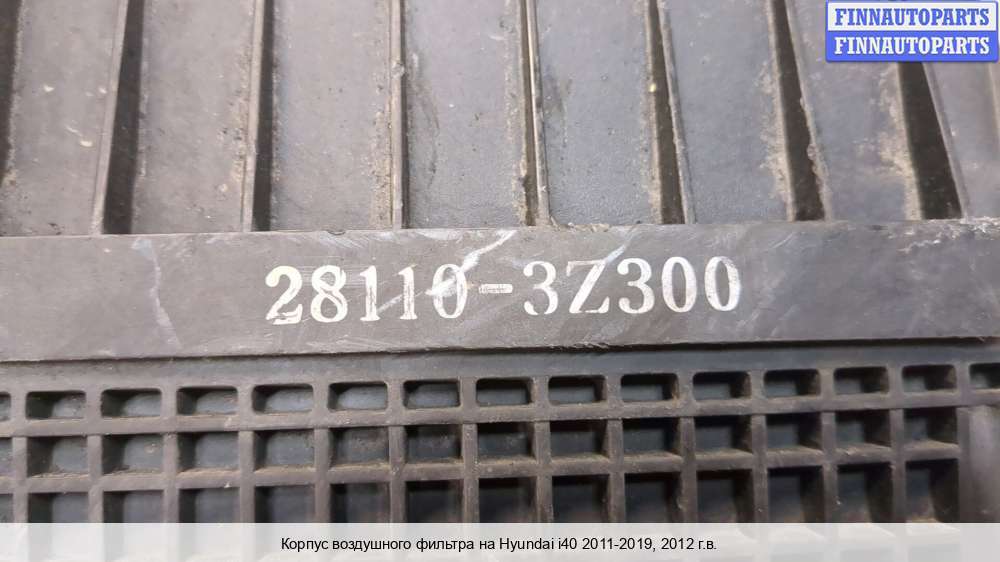 FINNAUTOPARTS
FINNAUTOPARTS
28110-3Z300
Корпус воздушного фильтра на Hyundai i40 2011-2019, 2012 г.в.